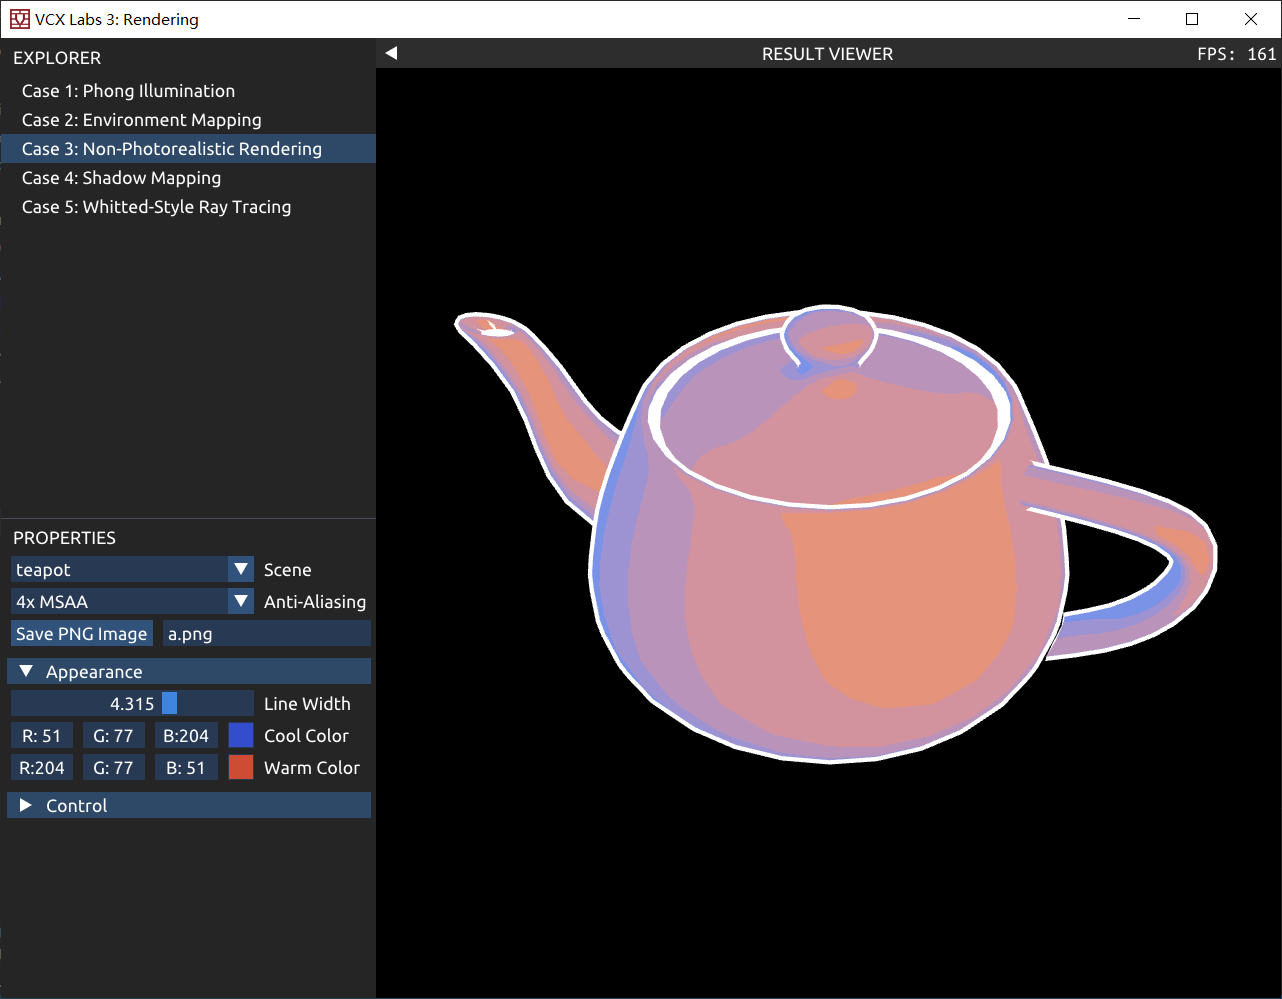 VCX Labs 3: Rendering
EXPLORER
Case 1: Phong Illumination
Case 2: Environment Mapping
Case 3: Non-Photorealistic Rendering
Case 4: Shadow Mapping
Case 5: Whitted-Style Ray Tracing
RESULT VIEWER
FPS: 161
PROPERTIES
teapot Scene
4x MSAA Anti-Aliasing
Save PNG Image a.png
Appearance
4.315 Line Width
R: 51 G: 77 B:204 Cool Color
R:204 G: 77 B: 51 Warm Color
Control